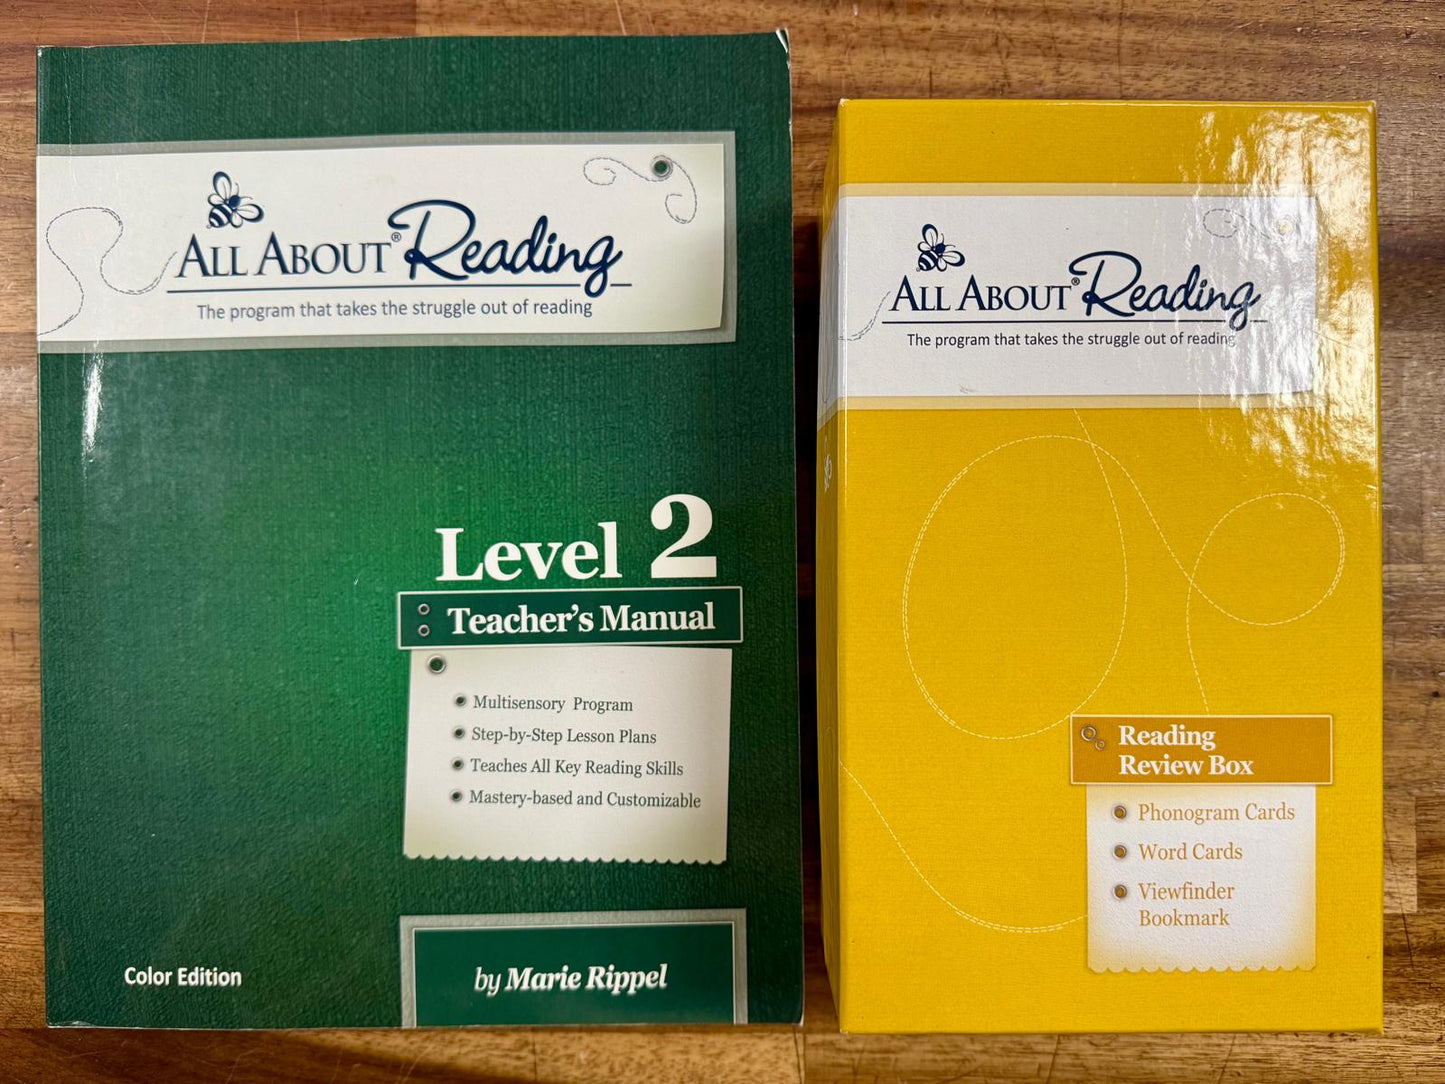 ALL ABOUT® Reading
The program that takes the struggle out of reading
Level 2
Teacher's Manual
Multisensory Program
Step-by-Step Lesson Plans
Teaches All Key Reading Skills
Mastery-based and Customizable
Color Edition
by Marie Rippel
ALL ABOUT® Reading
The program that takes the struggle out of reading
Reading
Review Box
Phonogram Cards
Word Cards
Viewfinder
Bookmark